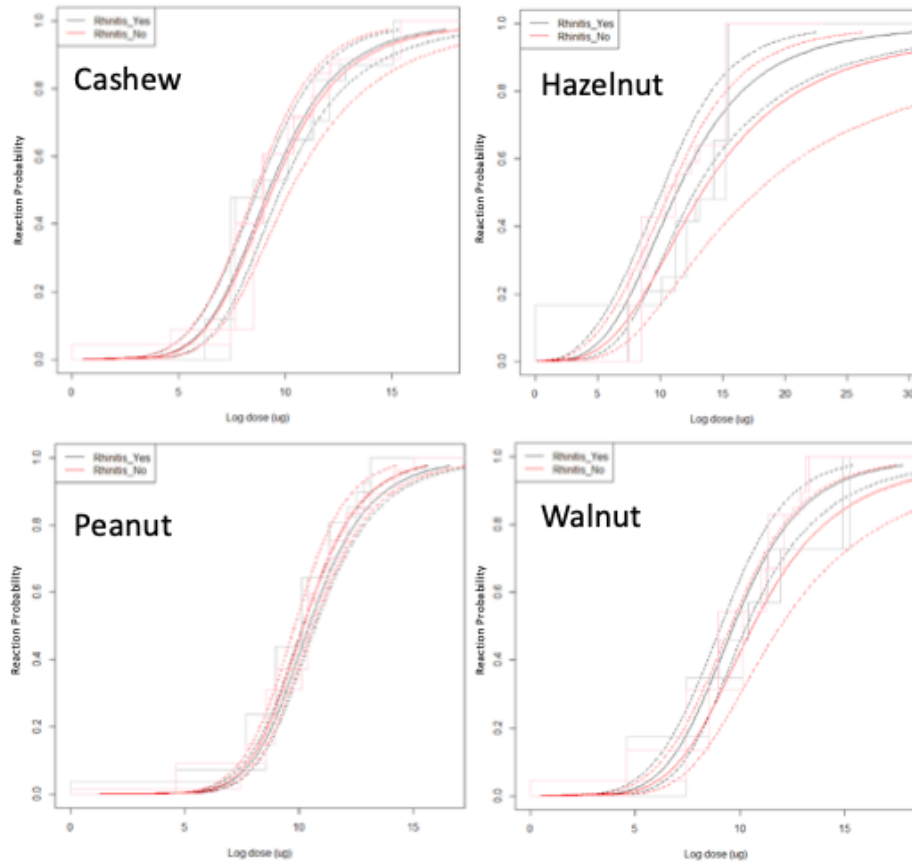 Rhinitis_Yes
Rhinitis_No
Cashew
Reaction Probability
0.0 0.2 0.4 0.6 0.8 1.0
0 5 10 15
Log dose (ug)
Rhinitis_Yes
Rhinitis_No
Hazelnut
Reaction Probability
0.0 0.2 0.4 0.6 0.8 1.0
0 5 10 15 20 25 30
Log dose (ug)
Rhinitis_Yes
Rhinitis_No
Peanut
Reaction Probability
0.0 0.2 0.4 0.6 0.8 1.0
0 5 10 15
Log dose (ug)
Rhinitis_Yes
Rhinitis_No
Walnut
Reaction Probability
0.0 0.2 0.4 0.6 0.8 1.0
0 5 10 15
Log dose (ug)